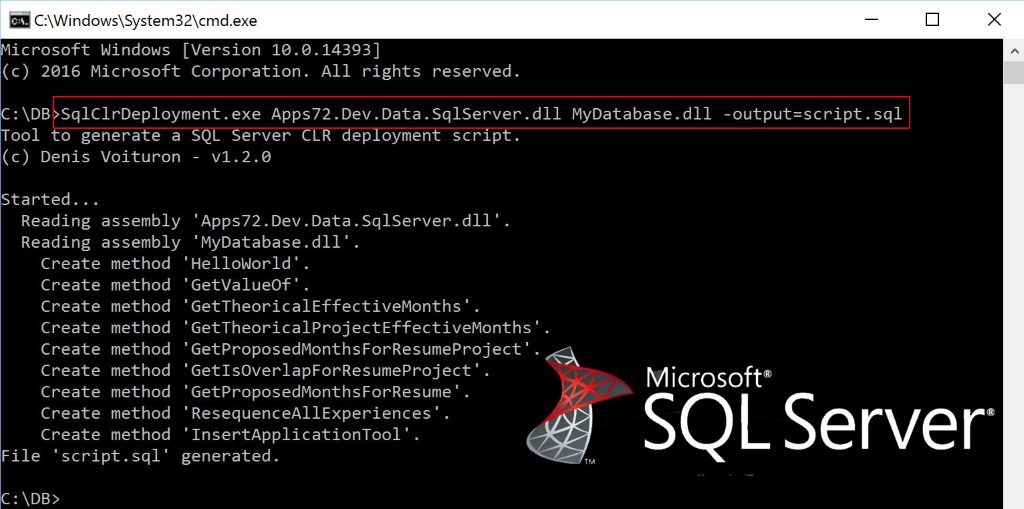 C:\Windows\System32\cmd.exe
Microsoft Windows [Version 10.0.14393]
(c) 2016 Microsoft Corporation. All rights reserved.
C:\DB>SqlClrDeployment.exe Apps72.Dev.Data.SqlServer.dll MyDatabase.dll -output=script.sql
Tool to generate a SQL Server CLR deployment script.
(c) Denis Voituron - v1.2.0
Started...
Reading assembly 'Apps72.Dev.Data.SqlServer.dll'.
Reading assembly 'MyDatabase.dll'.
Create method 'HelloWorld'.
Create method 'GetValueOf'.
Create method 'GetTheoricalEffectiveMonths'.
Create method 'GetTheoricalProjectEffectiveMonths'.
Create method 'GetProposedMonthsForResumeProject'.
Create method 'GetIsOverlapForResumeProject'.
Create method 'GetProposedMonthsForResume'.
Create method 'ResequenceAllExperiences'.
Create method 'InsertApplicationTool'.
File 'script.sql' generated.
C:\DB>
Microsoft®
SQL Server®
TM